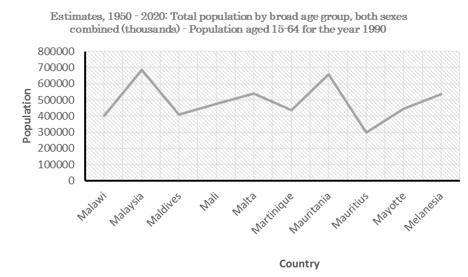 Estimates, 1950 - 2020: Total population by broad age group, both sexes
combined (thousands) - Population aged 15-64 for the year 1990
Population
800000
700000
600000
500000
400000
300000
200000
100000
0
Malawi
Malaysia
Maldives
Mali
Malta
Martinique
Mauritania
Mauritius
Mayotte
Melanesia
Country